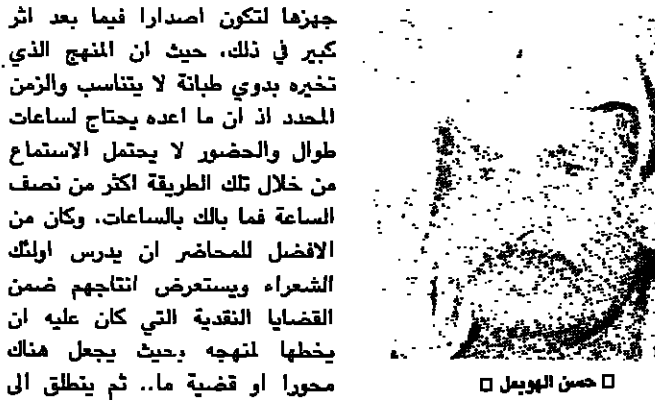 جهزها لتكون اصدارا فيما بعد اثر
كبير في ذلك، حيث ان المنهج الذي
تخيره بدوي طبانة لا يتناسب والزمن
المحدد اذ ان ما اعده يحتاج لساعات
طوال والحضور لا يحتمل الاستماع
من خلال تلك الطريقة اكثر من نصف
الساعة فما بالك بالساعات، وكان من
الافضل للمحاضر ان يدرس اولئك
الشعراء ويستعرض انتاجهم ضمن
القضايا النقدية التي كان عليه ان
يخطها لمنهجه بحيث يجعل هناك
محورا او قضية ما.. ثم ينطلق الى
□ حسن الهويمل □